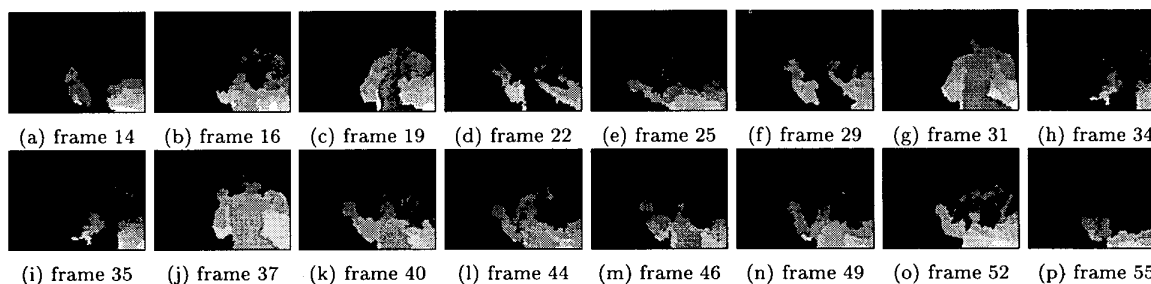 (a) frame 14 (b) frame 16 (c) frame 19 (d) frame 22 (e) frame 25 (f) frame 29 (g) frame 31 (h) frame 34
(i) frame 35 (j) frame 37 (k) frame 40 (l) frame 44 (m) frame 46 (n) frame 49 (o) frame 52 (p) frame 55